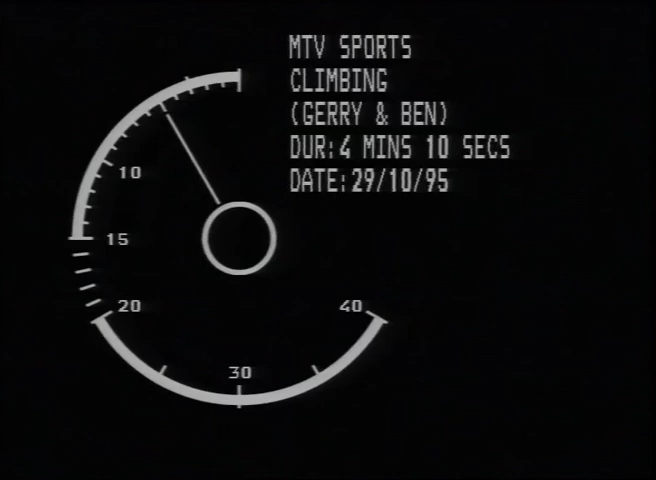 MTV SPORTS
CLIMBING
(GERRY & BEN)
DUR:4 MINS 10 SECS
DATE:29/10/95
10
15
20
40
30